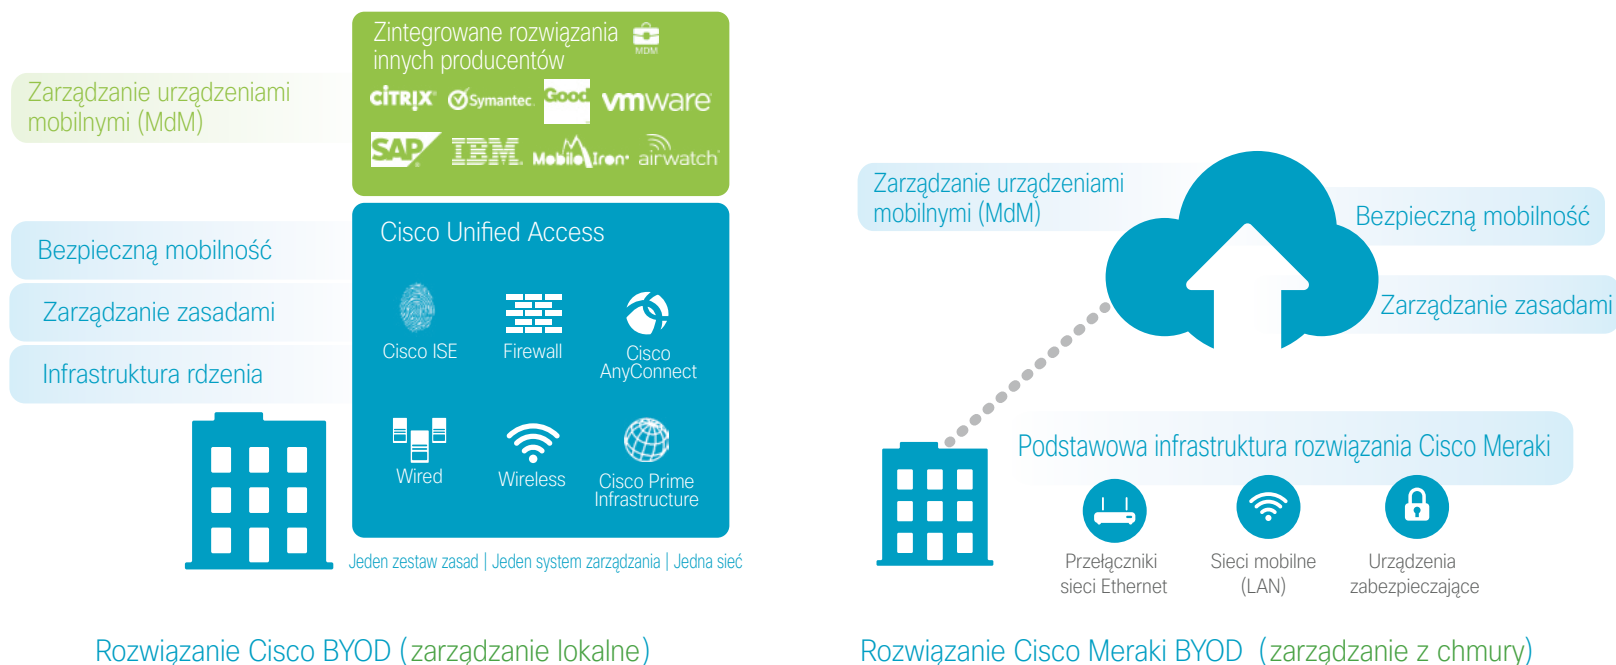 Zintegrowane rozwiązania
innych producentów
MDM
Zarządzanie urządzeniami
mobilnymi (MdM)
CİTRIX Symantec. Good vmware
SAP IBM. MobileIron airwatch
Cisco Unified Access
Bezpieczną mobilność
Zarządzanie zasadami
Infrastruktura rdzenia
Cisco ISE
Firewall
Cisco
AnyConnect
Wired
Wireless
Cisco Prime
Infrastructure
Jeden zestaw zasad | Jeden system zarządzania | Jedna sieć
Rozwiązanie Cisco BYOD (zarządzanie lokalne)
Zarządzanie urządzeniami
mobilnymi (MdM)
Bezpieczną mobilność
Zarządzanie zasadami
Podstawowa infrastruktura rozwiązania Cisco Meraki
Przełączniki
sieci Ethernet
Sieci mobilne
(LAN)
Urządzenia
zabezpieczające
Rozwiązanie Cisco Meraki BYOD (zarządzanie z chmury)